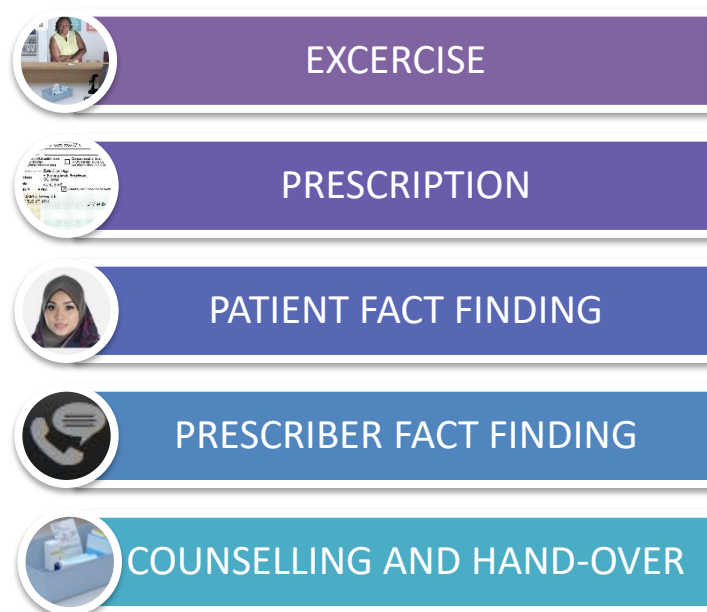 EXCERCISE
PRESCRIPTION
PATIENT FACT FINDING
PRESCRIBER FACT FINDING
COUNSELLING AND HAND-OVER